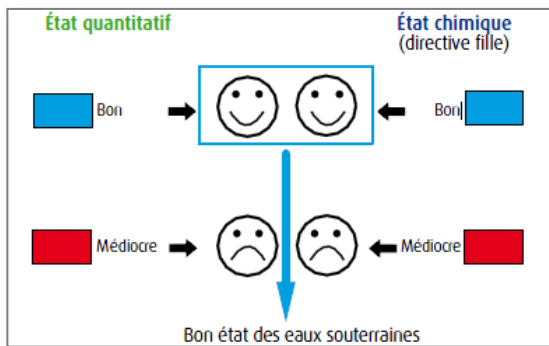 État quantitatif
État chimique
(directive fille)
Bon
Bon
Médiocre
Médiocre
Bon état des eaux souterraines